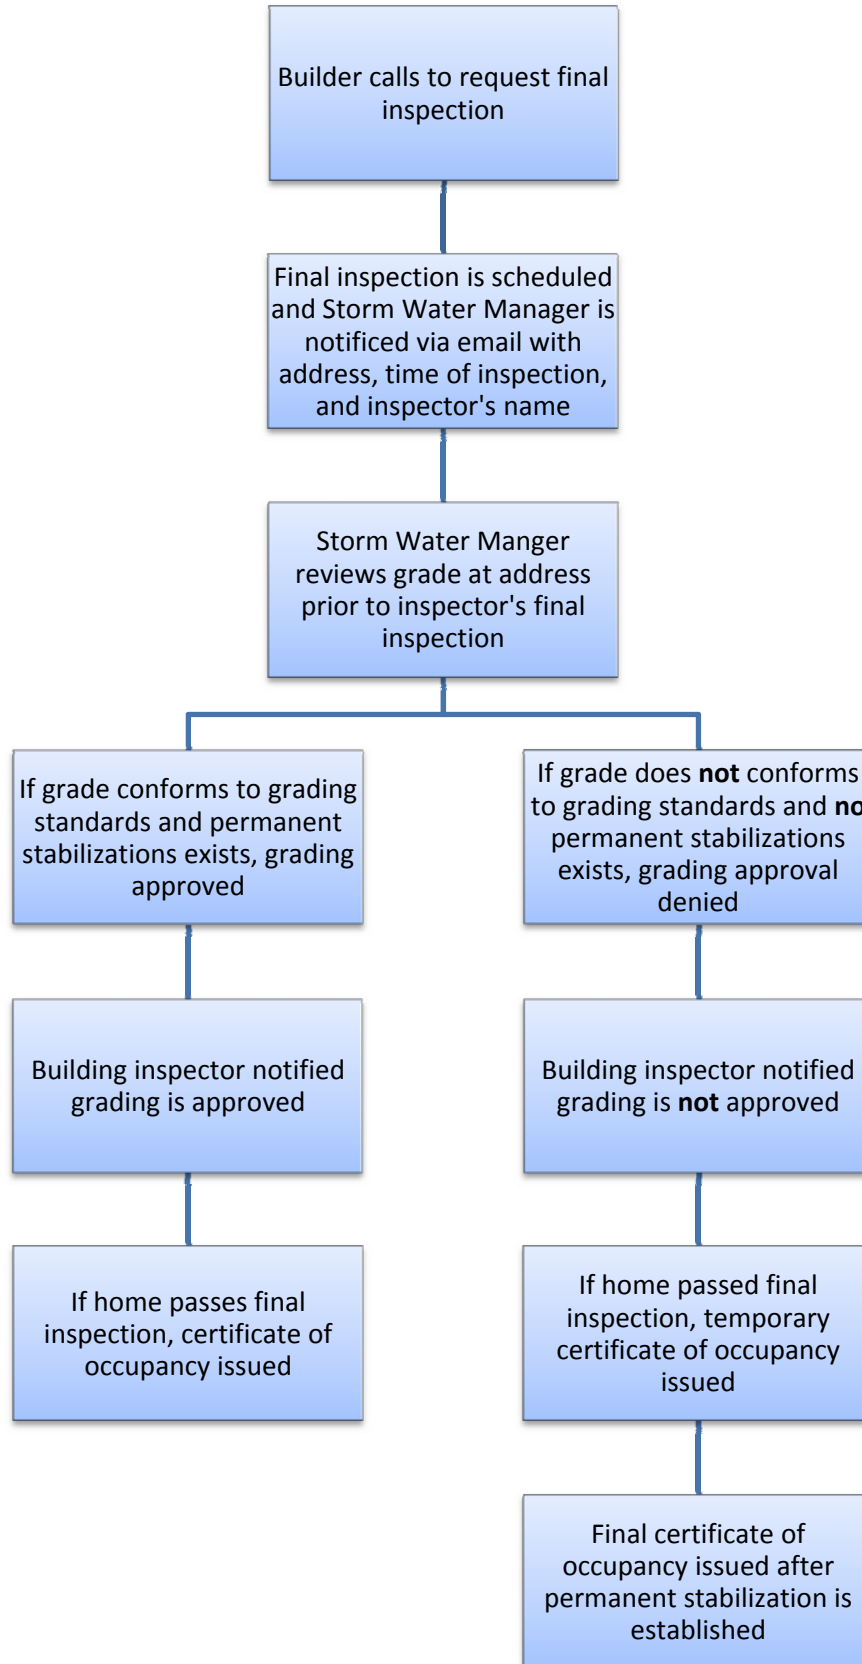 Builder calls to request final
inspection
Final inspection is scheduled
and Storm Water Manager is
notificed via email with
address, time of inspection,
and inspector's name
Storm Water Manger
reviews grade at address
prior to inspector's final
inspection
If grade conforms to grading
standards and permanent
stabilizations exists, grading
approved
If grade does not conforms
to grading standards and no
permanent stabilizations
exists, grading approval
denied
Building inspector notified
grading is approved
Building inspector notified
grading is not approved
If home passes final
inspection, certificate of
occupancy issued
If home passed final
inspection, temporary
certificate of occupancy
issued
Final certificate of
occupancy issued after
permanent stabilization is
established